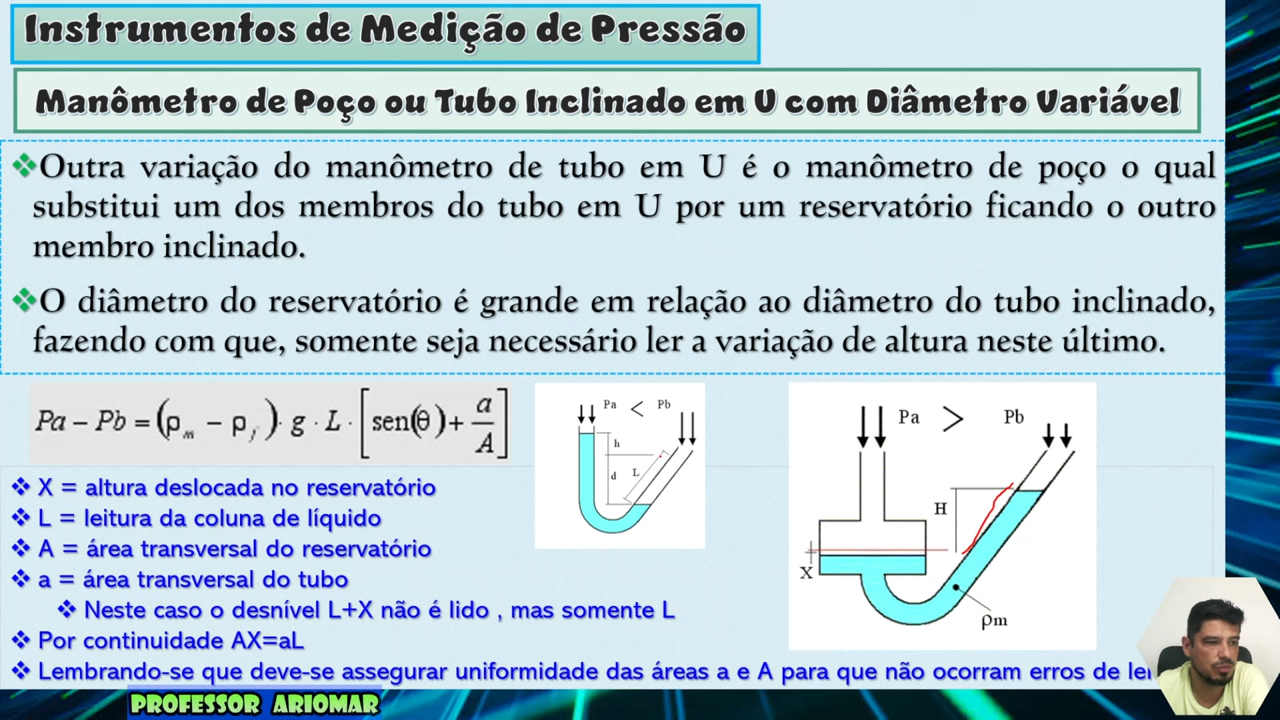 Instrumentos de Medição de Pressão
Manômetro de Poço ou Tubo Inclinado em U com Diâmetro Variável
❖Outra variação do manômetro de tubo em U é o manômetro de poço o qual
substitui um dos membros do tubo em U por um reservatório ficando o outro
membro inclinado.
❖O diâmetro do reservatório é grande em relação ao diâmetro do tubo inclinado,
fazendo com que, somente seja necessário ler a variação de altura neste último.
Pa − Pb = (ρm − ρf) · g · L · [sen(θ) + a/A]
Pa < Pb
h
d
L
Pa > Pb
H
X
ρm
❖ X = altura deslocada no reservatório
❖ L = leitura da coluna de líquido
❖ A = área transversal do reservatório
❖ a = área transversal do tubo
❖ Neste caso o desnível L+X não é lido , mas somente L
❖ Por continuidade AX=aL
❖ Lembrando-se que deve-se assegurar uniformidade das áreas a e A para que não ocorram erros de
PROFESSOR ARIOMAR